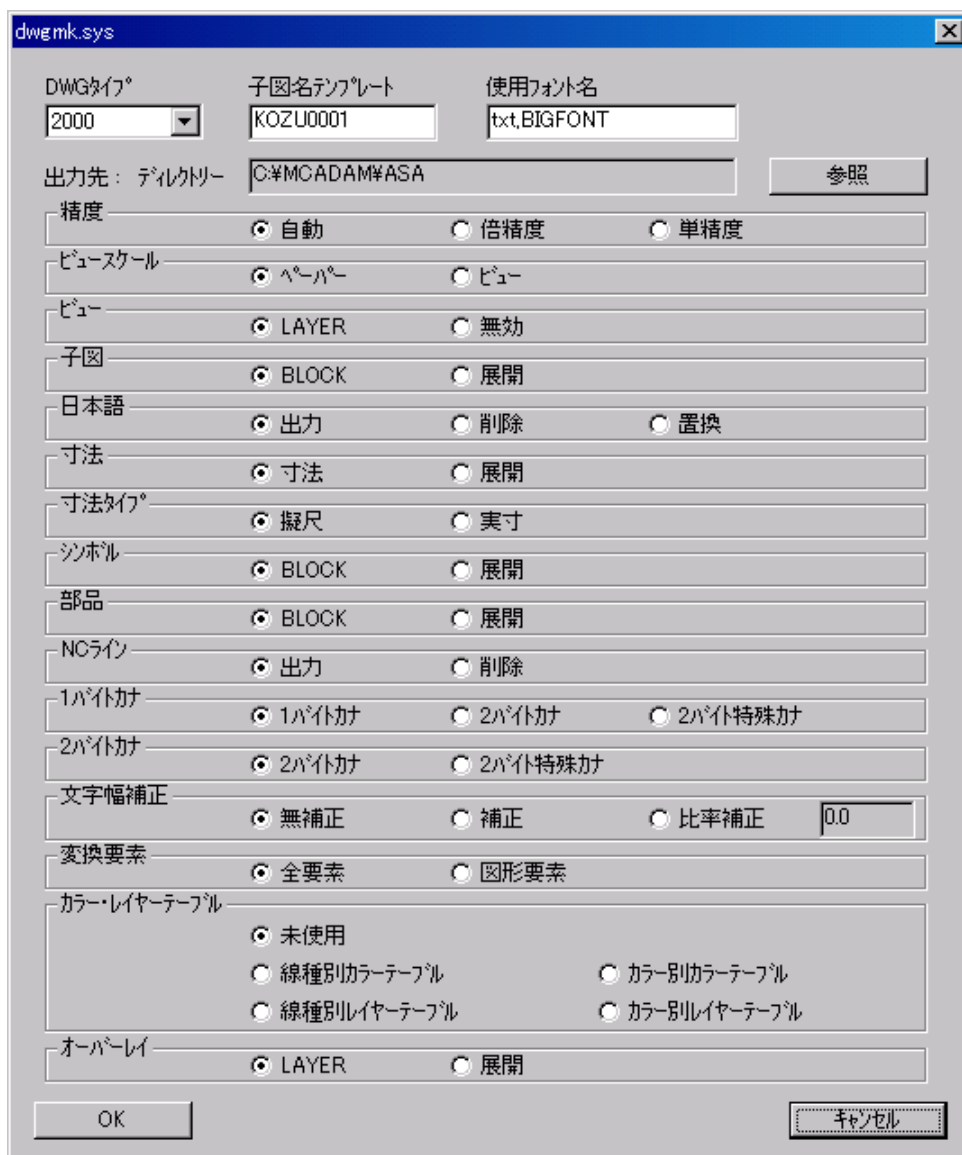 dwgmk.sys
DWGﾀｲﾌﾟ 子図名ﾃﾝﾌﾟﾚｰﾄ 使用ﾌｫﾝﾄ名
2000 KOZU0001 txt,BIGFONT
出力先： ﾃﾞｨﾚｸﾄﾘｰ C:¥MCADAM¥ASA 参照
精度
自動 倍精度 単精度
ﾋﾞｭｰｽｹｰﾙ
ﾍﾟｰﾊﾟｰ ﾋﾞｭｰ
ﾋﾞｭｰ
LAYER 無効
子図
BLOCK 展開
日本語
出力 削除 置換
寸法
寸法 展開
寸法ﾀｲﾌﾟ
擬尺 実寸
ｼﾝﾎﾞﾙ
BLOCK 展開
部品
BLOCK 展開
NCﾗｲﾝ
出力 削除
1ﾊﾞｲﾄｶﾅ
1ﾊﾞｲﾄｶﾅ 2ﾊﾞｲﾄｶﾅ 2ﾊﾞｲﾄ特殊ｶﾅ
2ﾊﾞｲﾄｶﾅ
2ﾊﾞｲﾄｶﾅ 2ﾊﾞｲﾄ特殊ｶﾅ
文字幅補正
無補正 補正 比率補正 0.0
変換要素
全要素 図形要素
ｶﾗｰ・ﾚｲﾔｰﾃｰﾌﾞﾙ
未使用
線種別ｶﾗｰﾃｰﾌﾞﾙ ｶﾗｰ別ｶﾗｰﾃｰﾌﾞﾙ
線種別ﾚｲﾔｰﾃｰﾌﾞﾙ ｶﾗｰ別ﾚｲﾔｰﾃｰﾌﾞﾙ
ｵｰﾊﾞｰﾚｲ
LAYER 展開
OK ｷｬﾝｾﾙ